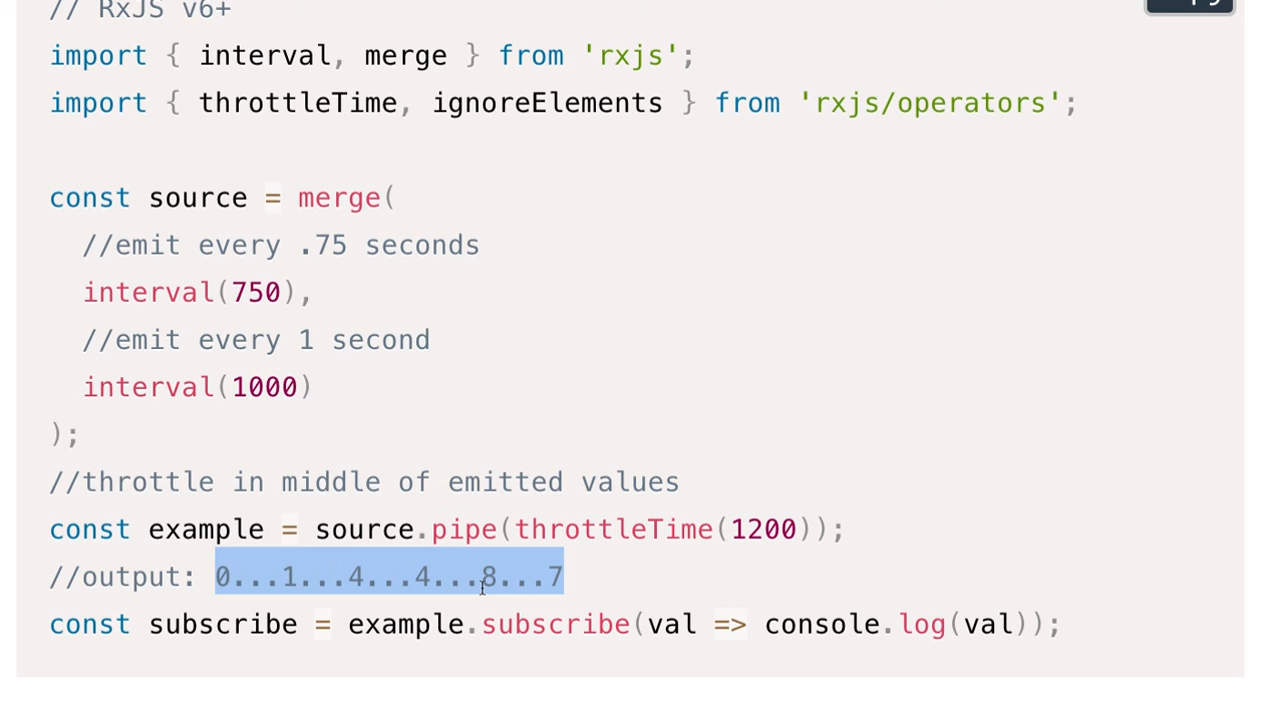 // RxJS v6+
import { interval, merge } from 'rxjs';
import { throttleTime, ignoreElements } from 'rxjs/operators';
const source = merge(
//emit every .75 seconds
interval(750),
//emit every 1 second
interval(1000)
);
//throttle in middle of emitted values
const example = source.pipe(throttleTime(1200));
//output: 0...1...4...4...8...7
const subscribe = example.subscribe(val => console.log(val));